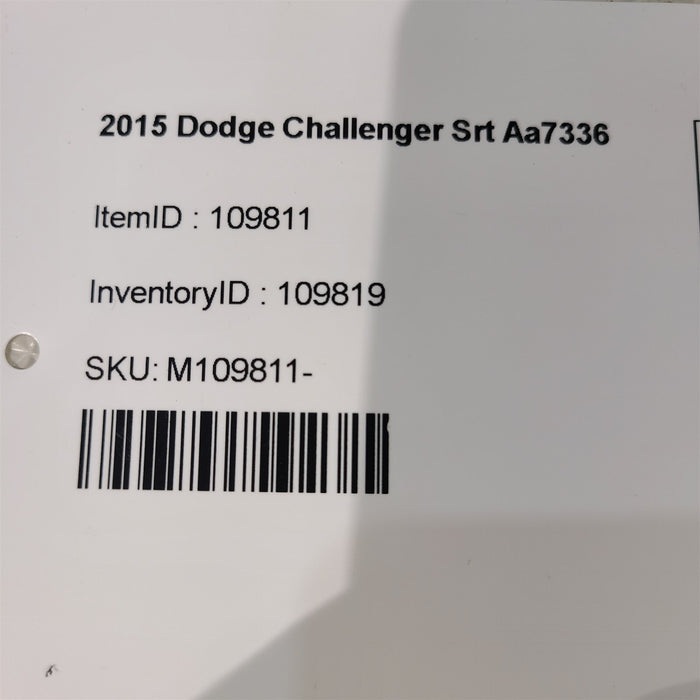 2015 Dodge Challenger Srt Aa7336
ItemID : 109811
InventoryID : 109819
SKU: M109811-